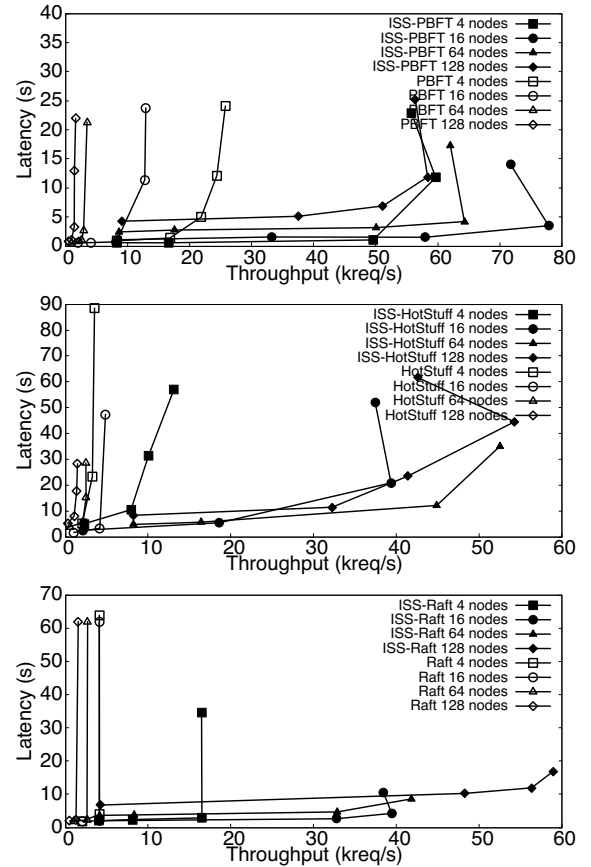 40
35
30
25
20
15
10
5
0
Latency (s)
ISS-PBFT 4 nodes
ISS-PBFT 16 nodes
ISS-PBFT 64 nodes
ISS-PBFT 128 nodes
PBFT 4 nodes
PBFT 16 nodes
PBFT 64 nodes
PBFT 128 nodes
0 10 20 30 40 50 60 70 80
Throughput (kreq/s)
90
80
70
60
50
40
30
20
10
0
Latency (s)
ISS-HotStuff 4 nodes
ISS-HotStuff 16 nodes
ISS-HotStuff 64 nodes
ISS-HotStuff 128 nodes
HotStuff 4 nodes
HotStuff 16 nodes
HotStuff 64 nodes
HotStuff 128 nodes
0 10 20 30 40 50 60
Throughput (kreq/s)
70
60
50
40
30
20
10
0
Latency (s)
ISS-Raft 4 nodes
ISS-Raft 16 nodes
ISS-Raft 64 nodes
ISS-Raft 128 nodes
Raft 4 nodes
Raft 16 nodes
Raft 64 nodes
Raft 128 nodes
0 10 20 30 40 50 60
Throughput (kreq/s)